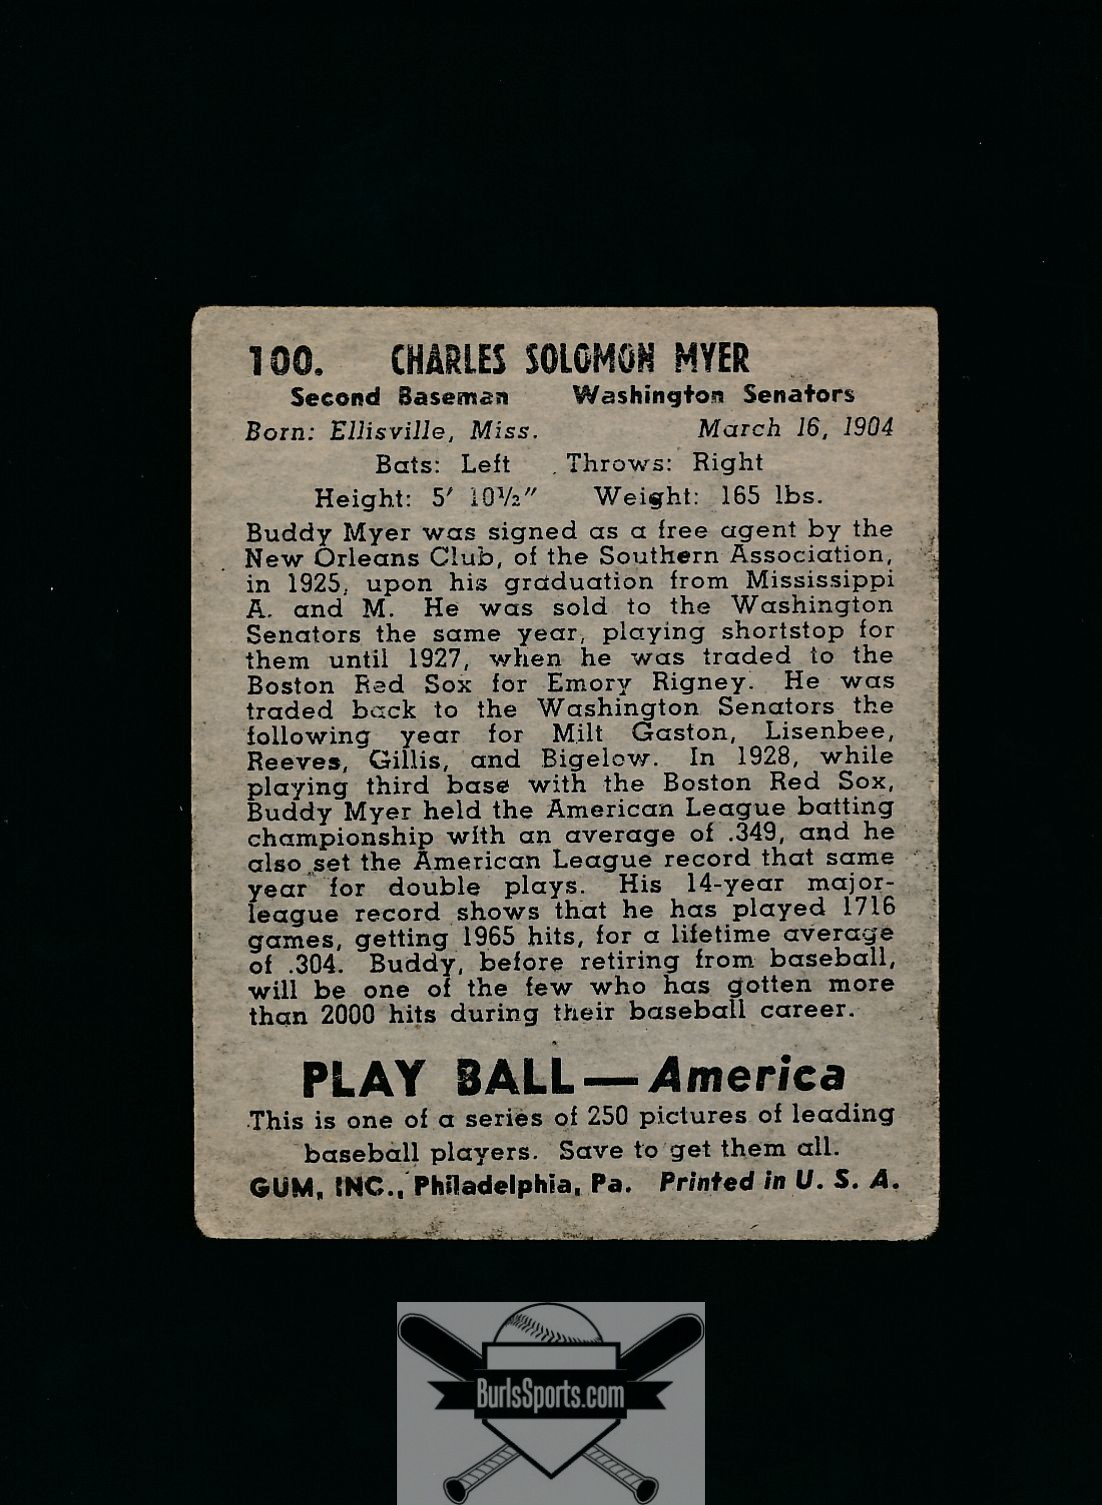 100. CHARLES SOLOMON MYER
Second Baseman Washington Senators
Born: Ellisville, Miss. March 16, 1904
Bats: Left Throws: Right
Height: 5' 10½" Weight: 165 lbs.
Buddy Myer was signed as a free agent by the
New Orleans Club, of the Southern Association,
in 1925, upon his graduation from Mississippi
A. and M. He was sold to the Washington
Senators the same year, playing shortstop for
them until 1927, when he was traded to the
Boston Red Sox for Emory Rigney. He was
traded back to the Washington Senators the
following year for Milt Gaston, Lisenbee,
Reeves, Gillis, and Bigelow. In 1928, while
playing third base with the Boston Red Sox,
Buddy Myer held the American League batting
championship with an average of .349, and he
also set the American League record that same
year for double plays. His 14-year major-
league record shows that he has played 1716
games, getting 1965 hits, for a lifetime average
of .304. Buddy, before retiring from baseball,
will be one of the few who has gotten more
than 2000 hits during their baseball career.
PLAY BALL — America
This is one of a series of 250 pictures of leading
baseball players. Save to get them all.
GUM, INC., Philadelphia, Pa. Printed in U. S. A.
BurlsSports.com